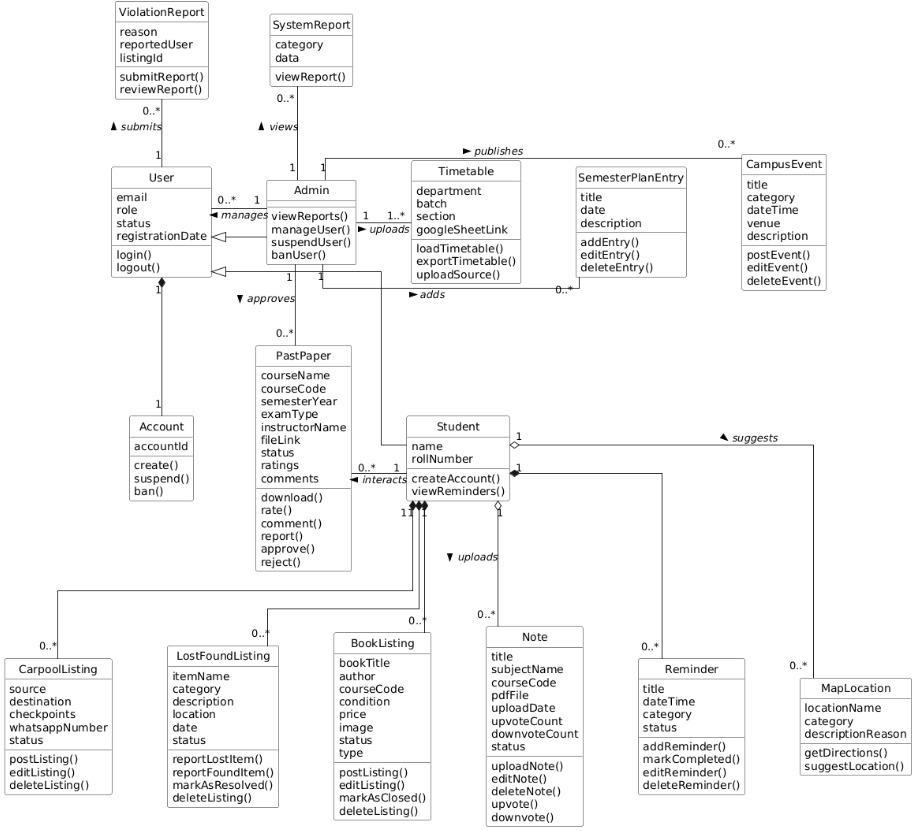 ViolationReport
reason
reportedUser
listingId
submitReport()
reviewReport()
SystemReport
category
data
viewReport()
0..*
submits
1
0..*
views
1
1
publishes
0..*
User
email
role
status
registrationDate
login()
logout()
0..*
1
manages
Admin
viewReports()
manageUser()
suspendUser()
banUser()
1
1..*
uploads
Timetable
department
batch
section
googleSheetLink
loadTimetable()
exportTimetable()
uploadSource()
SemesterPlanEntry
title
date
description
addEntry()
editEntry()
deleteEntry()
CampusEvent
title
category
dateTime
venue
description
postEvent()
editEvent()
deleteEvent()
1
1
1
approves
adds
0..*
0..*
PastPaper
courseName
courseCode
semesterYear
examType
instructorName
fileLink
status
ratings
comments
download()
rate()
comment()
report()
approve()
reject()
1
Account
accountId
create()
suspend()
ban()
Student
name
rollNumber
createAccount()
viewReminders()
0..*
1
interacts
1
suggests
1
1
1
1
1
uploads
0..*
0..*
0..*
0..*
0..*
0..*
CarpoolListing
source
destination
checkpoints
whatsappNumber
status
postListing()
editListing()
deleteListing()
LostFoundListing
itemName
category
description
location
date
status
reportLostItem()
reportFoundItem()
markAsResolved()
deleteListing()
BookListing
bookTitle
author
courseCode
condition
price
image
status
type
postListing()
editListing()
markAsClosed()
deleteListing()
Note
title
subjectName
courseCode
pdfFile
uploadDate
upvoteCount
downvoteCount
status
uploadNote()
editNote()
deleteNote()
upvote()
downvote()
Reminder
title
dateTime
category
status
addReminder()
markCompleted()
editReminder()
deleteReminder()
MapLocation
locationName
category
descriptionReason
getDirections()
suggestLocation()